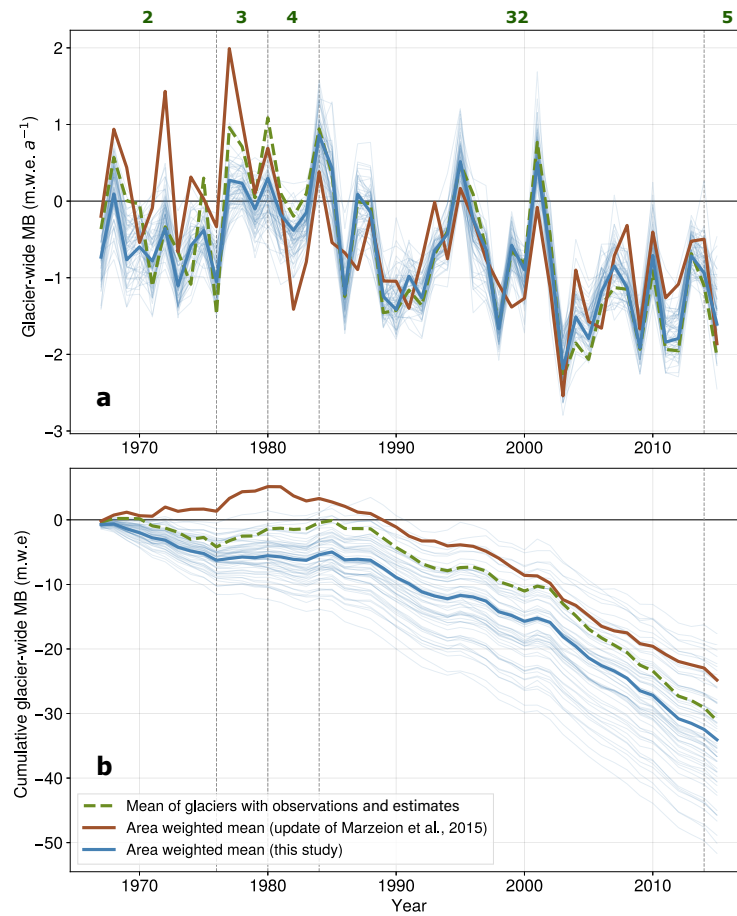 2 3 4 32 5
2
1
0
−1
−2
−3
Glacier-wide MB (m.w.e. a⁻¹)
a
1970 1980 1990 2000 2010
0
−10
−20
−30
−40
−50
Cumulative glacier-wide MB (m.w.e)
b
Mean of glaciers with observations and estimates
Area weighted mean (update of Marzeion et al., 2015)
Area weighted mean (this study)
1970 1980 1990 2000 2010
Year